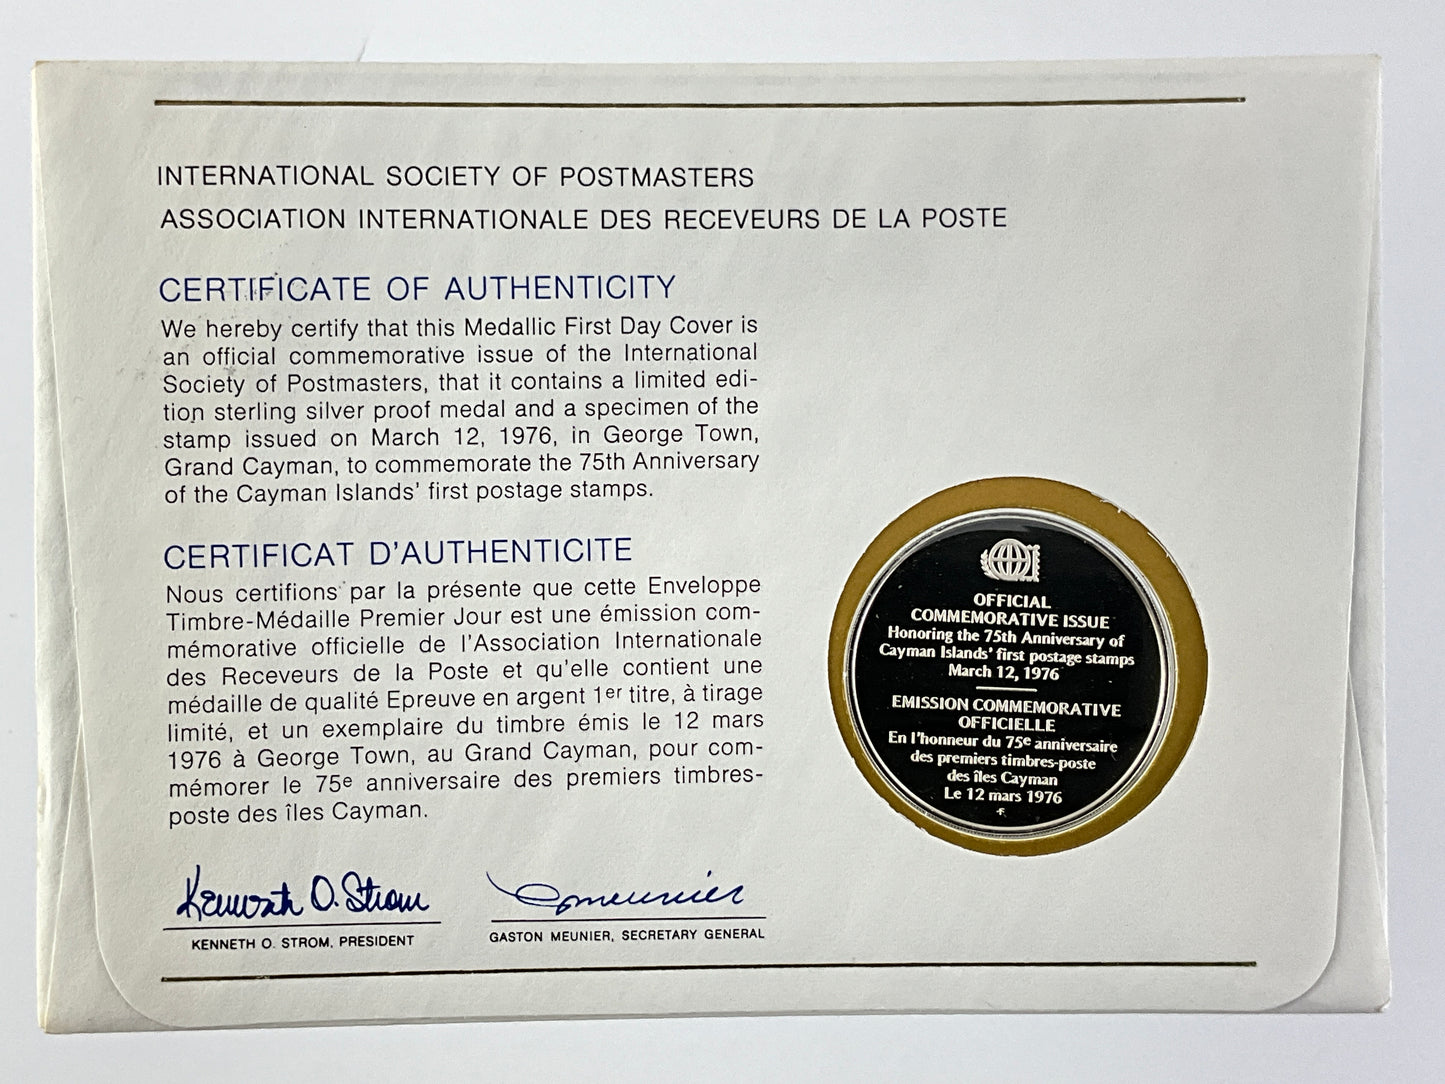 INTERNATIONAL SOCIETY OF POSTMASTERS
ASSOCIATION INTERNATIONALE DES RECEVEURS DE LA POSTE
CERTIFICATE OF AUTHENTICITY
We hereby certify that this Medallic First Day Cover is
an official commemorative issue of the International
Society of Postmasters, that it contains a limited edi-
tion sterling silver proof medal and a specimen of the
stamp issued on March 12, 1976, in George Town,
Grand Cayman, to commemorate the 75th Anniversary
of the Cayman Islands' first postage stamps.
CERTIFICAT D'AUTHENTICITE
Nous certifions par la présente que cette Enveloppe
Timbre-Médaille Premier Jour est une émission com-
mémorative officielle de l'Association Internationale
des Receveurs de la Poste et qu'elle contient une
médaille de qualité Epreuve en argent 1er titre, à tirage
limité, et un exemplaire du timbre émis le 12 mars
1976 à George Town, au Grand Cayman, pour com-
mémorer le 75e anniversaire des premiers timbres-
poste des îles Cayman.
Kenneth O. Strom
KENNETH O. STROM, PRESIDENT
G Meunier
GASTON MEUNIER, SECRETARY GENERAL
OFFICIAL
COMMEMORATIVE ISSUE
Honoring the 75th Anniversary of
Cayman Islands' first postage stamps
March 12, 1976
EMISSION COMMEMORATIVE
OFFICIELLE
En l'honneur du 75e anniversaire
des premiers timbres-poste
des îles Cayman
Le 12 mars 1976